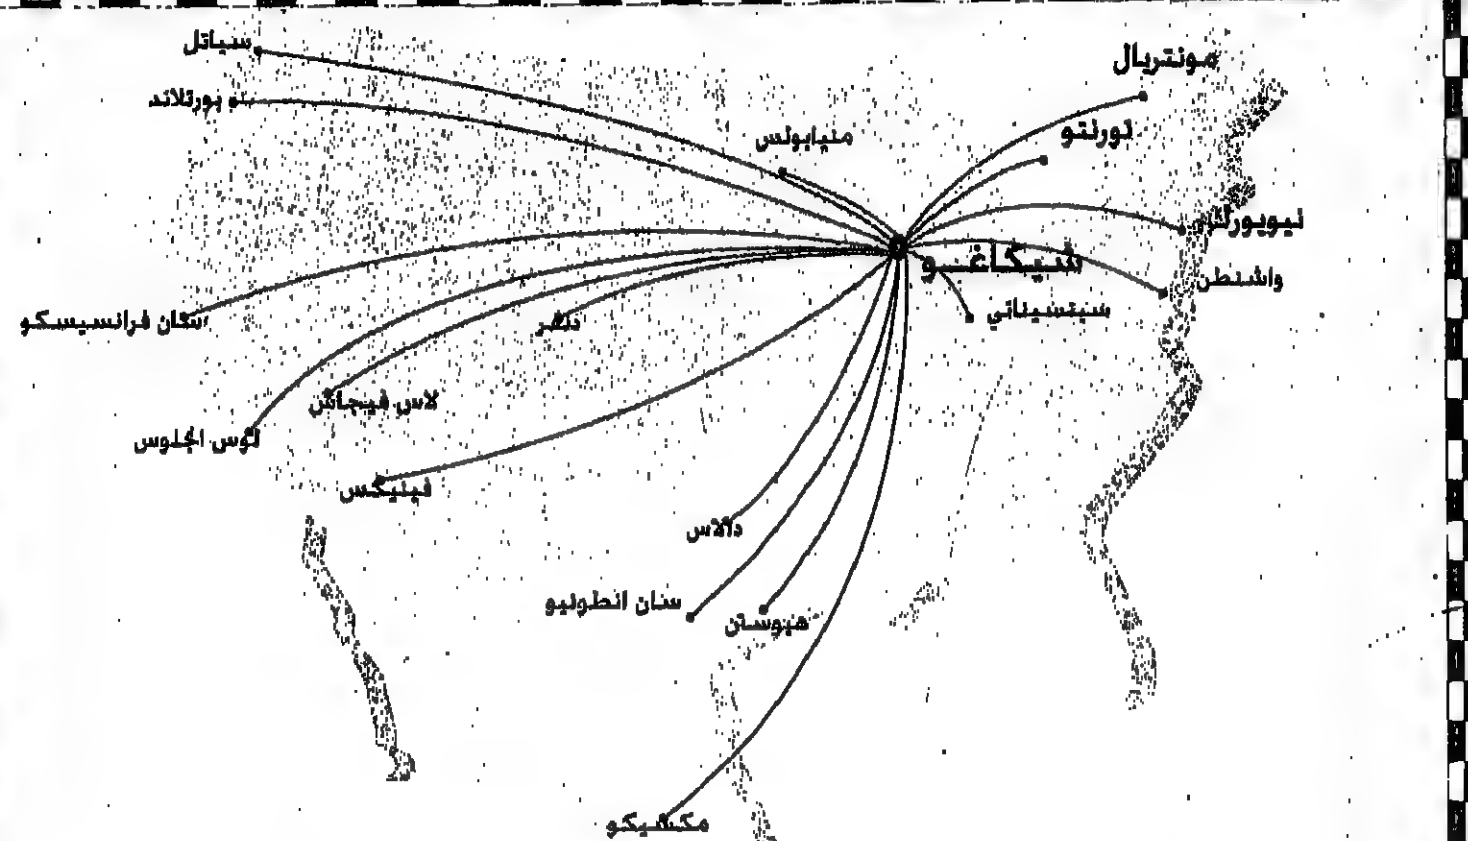 سياتل
مونتريال
بورتلاند
تورنتو
منيابولس
نيويورك
شيكاغو
واشنطن
سينسيناتي
سان فرانسيسكو
دنفر
لاس فيجاس
لوس انجلوس
فينيكس
دالاس
سان انطونيو
هيوستن
مكسيكو